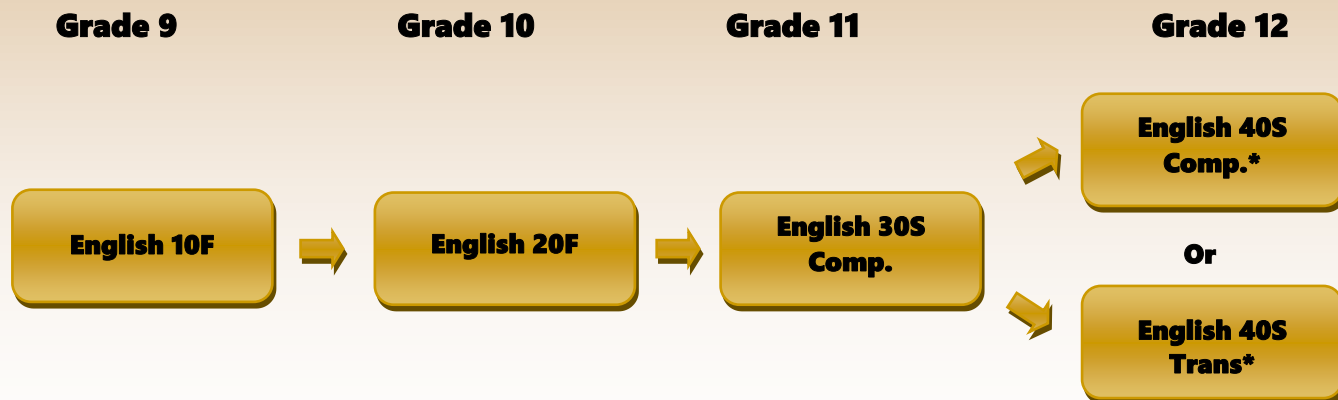 Grade 9
Grade 10
Grade 11
Grade 12
English 10F
English 20F
English 30S
Comp.
English 40S
Comp.*
Or
English 40S
Trans*